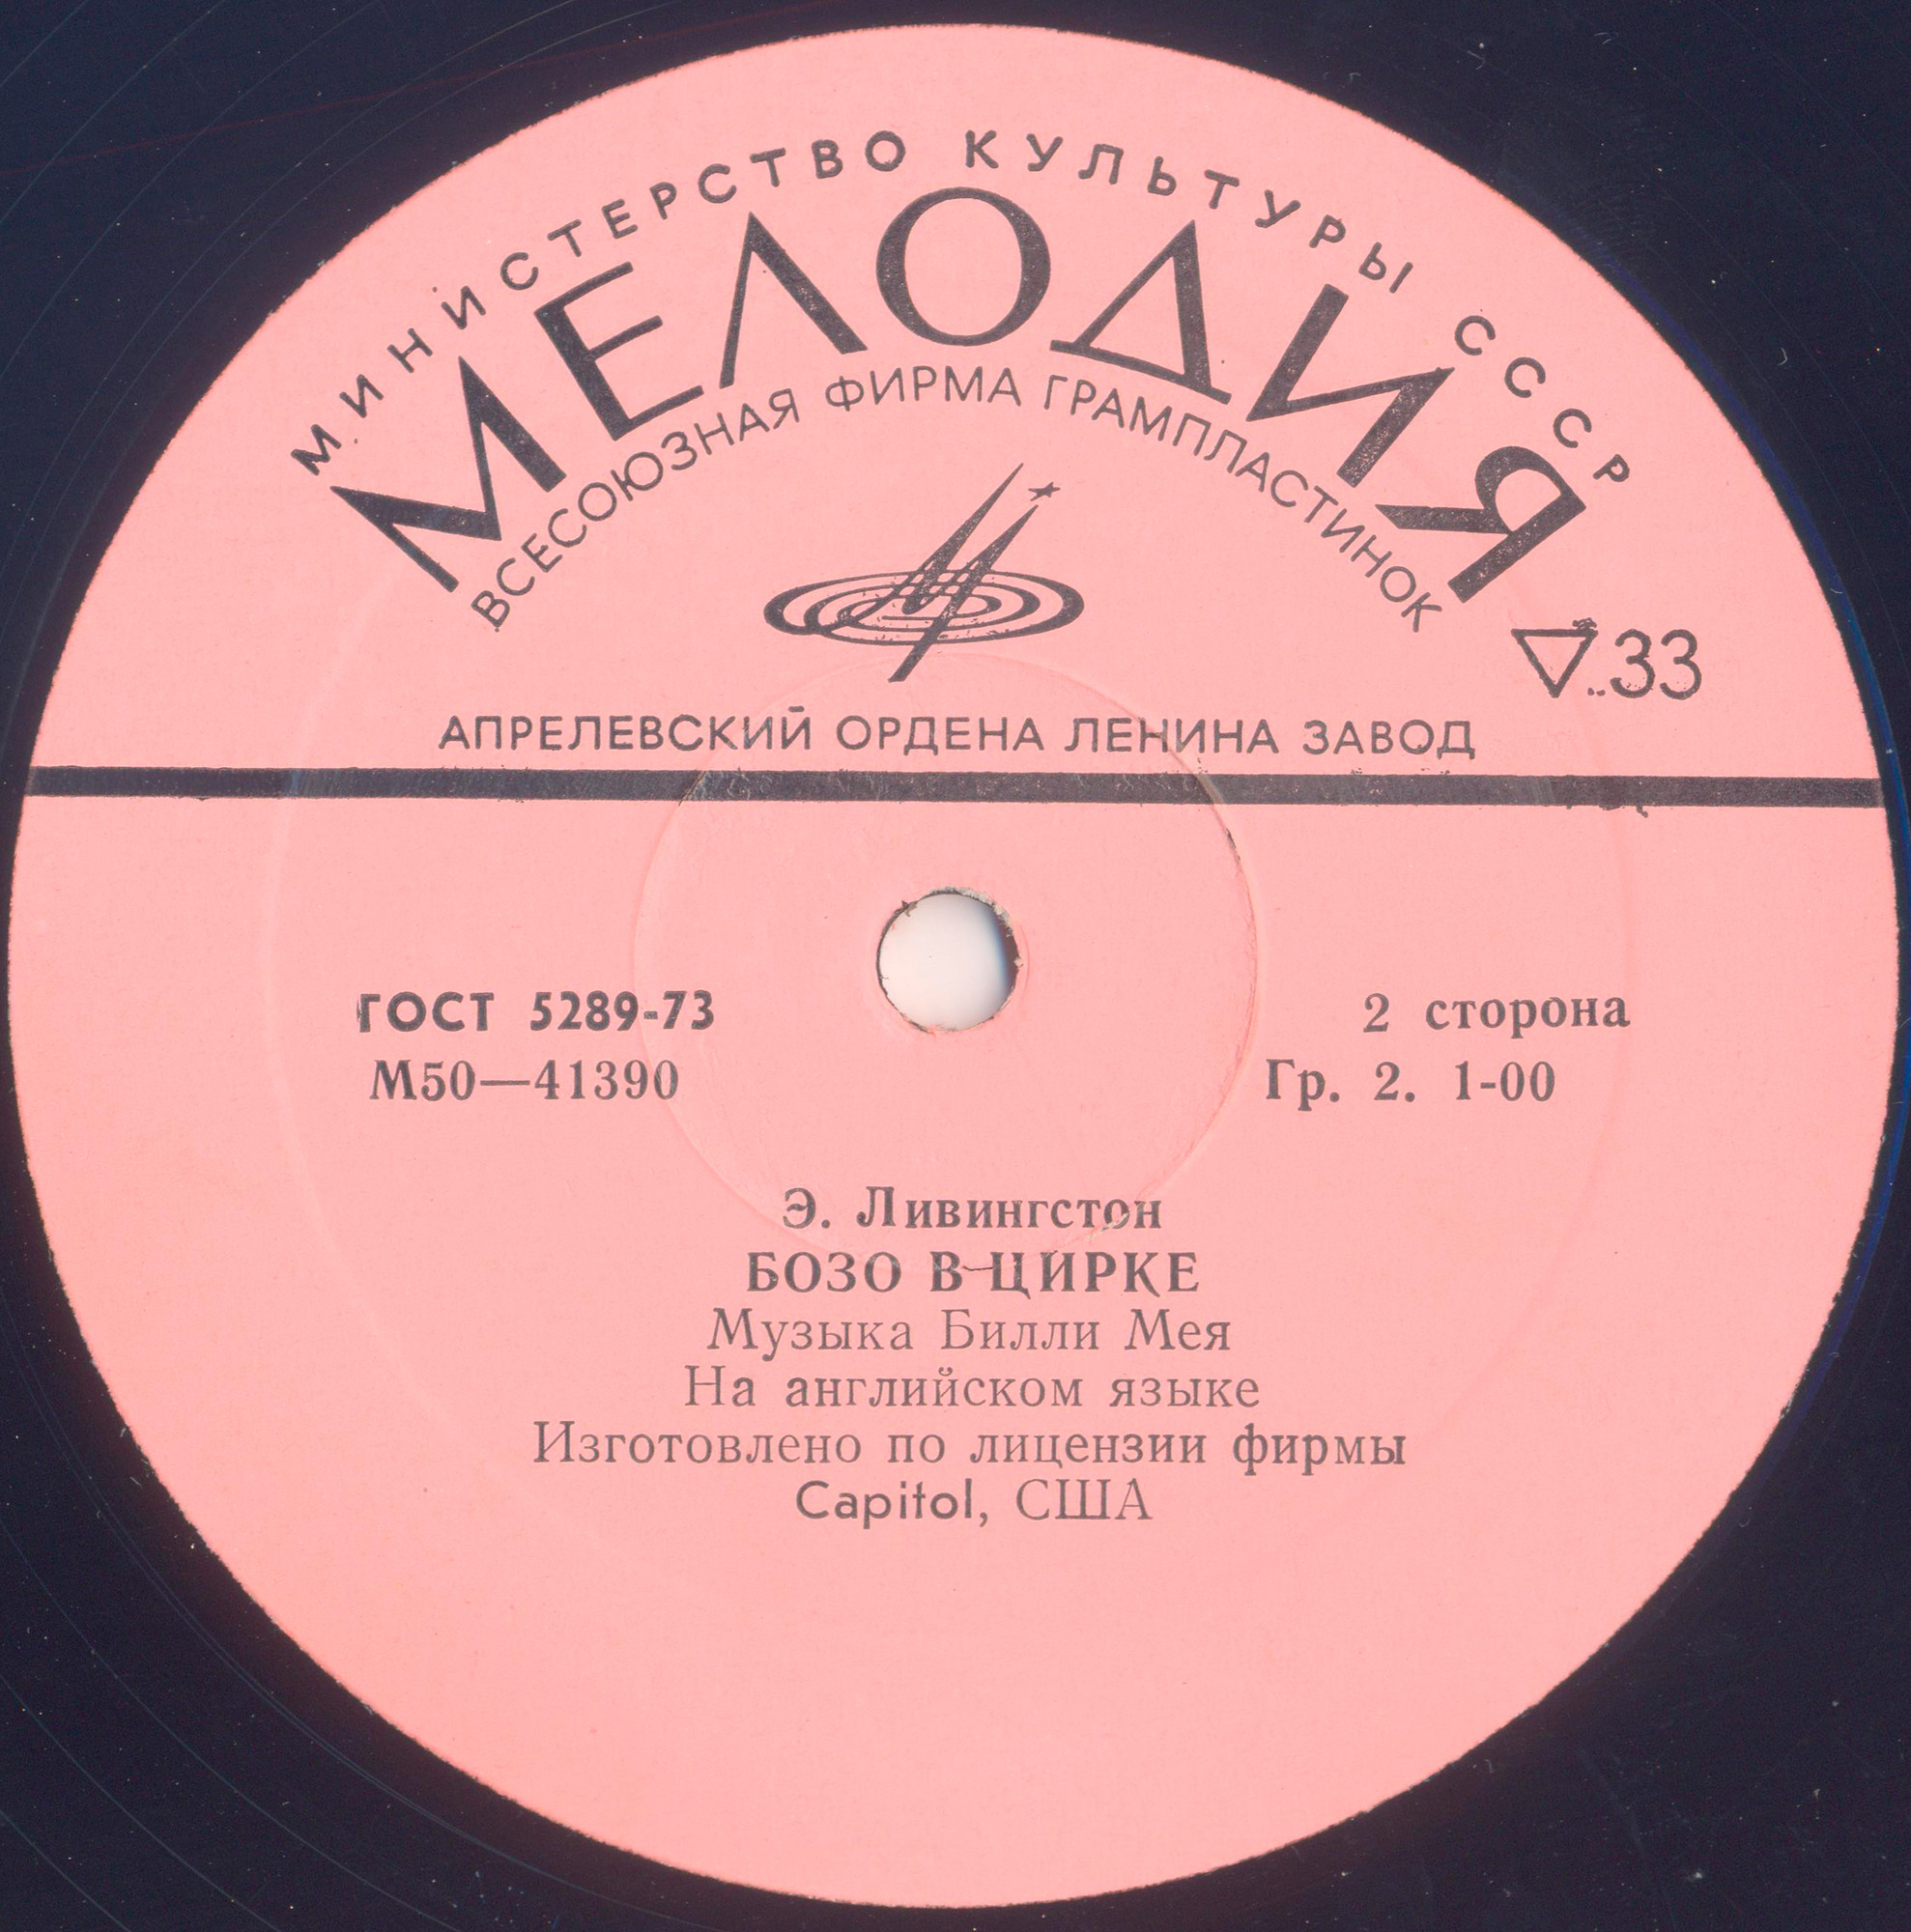 МИНИСТЕРСТВО КУЛЬТУРЫ СССР
МЕЛОДИЯ
ВСЕСОЮЗНАЯ ФИРМА ГРАМПЛАСТИНОК
33
АПРЕЛЕВСКИЙ ОРДЕНА ЛЕНИНА ЗАВОД
ГОСТ 5289-73
2 сторона
М50—41390
Гр. 2. 1-00
Э. Ливингстон
БОЗО В ЦИРКЕ
Музыка Билли Мея
На английском языке
Изготовлено по лицензии фирмы
Capitol, США